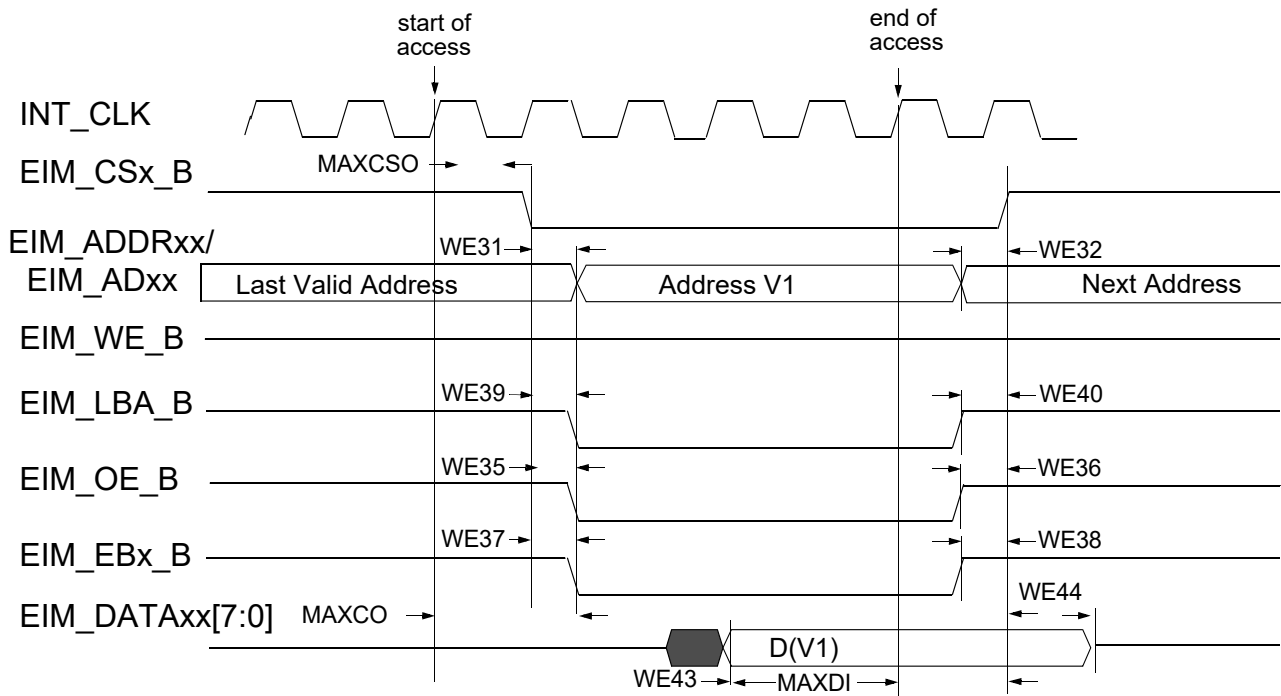 start of
access
end of
access
INT_CLK
EIM_CSx_B
MAXCSO
EIM_ADDRxx/
EIM_ADxx
WE31
WE32
Last Valid Address
Address V1
Next Address
EIM_WE_B
EIM_LBA_B
WE39
WE40
EIM_OE_B
WE35
WE36
EIM_EBx_B
WE37
WE38
EIM_DATAxx[7:0]
MAXCO
WE44
D(V1)
WE43
MAXDI